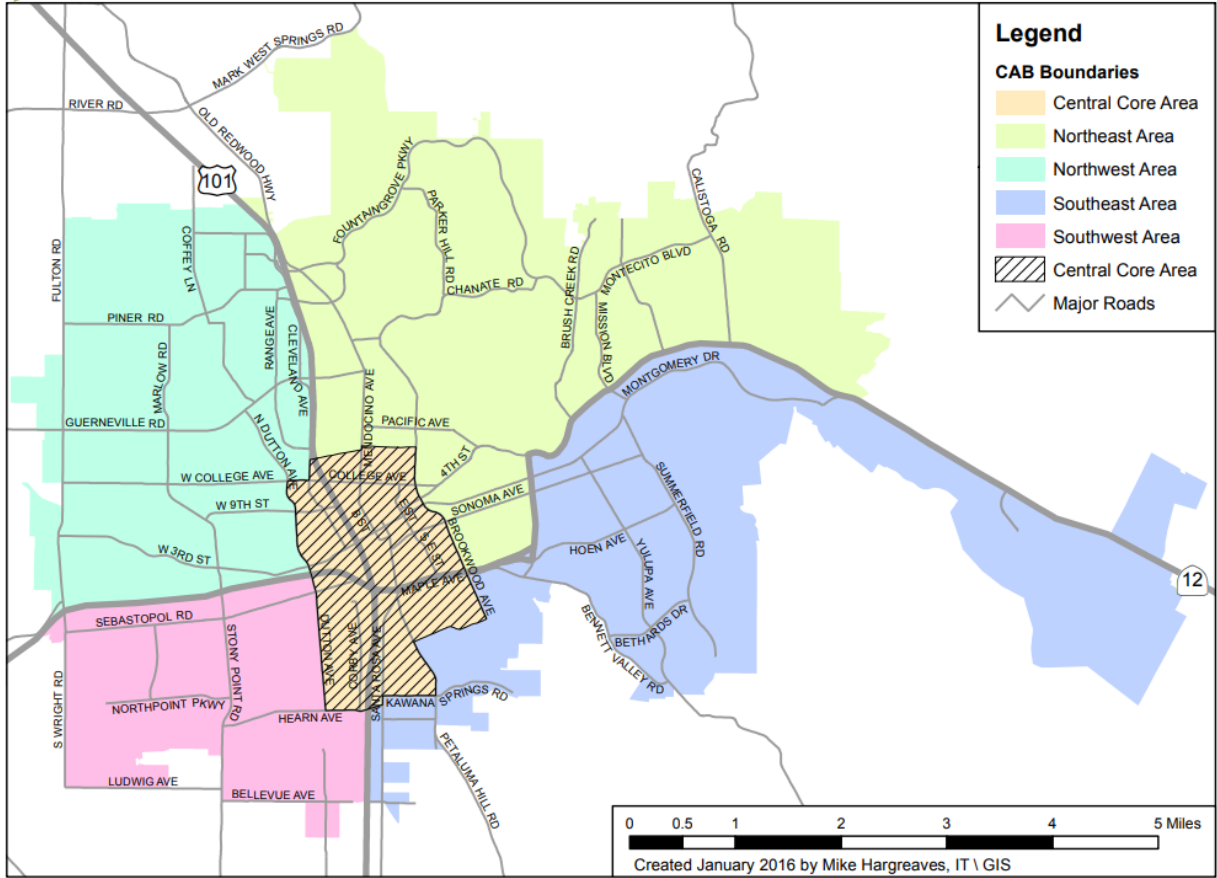 Legend
CAB Boundaries
Central Core Area
Northeast Area
Northwest Area
Southeast Area
Southwest Area
Central Core Area
Major Roads
MARK WEST SPRINGS RD
RIVER RD
OLD REDWOOD HWY
101
FOUNTAINGROVE PKWY
PARKER HILL RD
CALISTOGA RD
COFFEY LN
FULTON RD
BRUSH CREEK RD
MONTECITO BLVD
CHANATE RD
MISSION BLVD
PINER RD
RANGE AVE
CLEVELAND AVE
MARLOW RD
MONTGOMERY DR
MENDOCINO AVE
GUERNEVILLE RD
N DUTTON AVE
PACIFIC AVE
4TH ST
W COLLEGE AVE
COLLEGE AVE
SONOMA AVE
SUMMERFIELD RD
W 9TH ST
B ST
E ST
S E ST
BROOKWOOD AVE
W 3RD ST
HOEN AVE
YULUPA AVE
MAPLE AVE
12
SEBASTOPOL RD
STONY POINT RD
DUTTON AVE
CORBY AVE
SANTA ROSA AVE
BENNETT VALLEY RD
BETHARDS DR
S WRIGHT RD
NORTHPOINT PKWY
HEARN AVE
KAWANA SPRINGS RD
PETALUMA HILL RD
LUDWIG AVE
BELLEVUE AVE
0 0.5 1 2 3 4 5 Miles
Created January 2016 by Mike Hargreaves, IT \ GIS